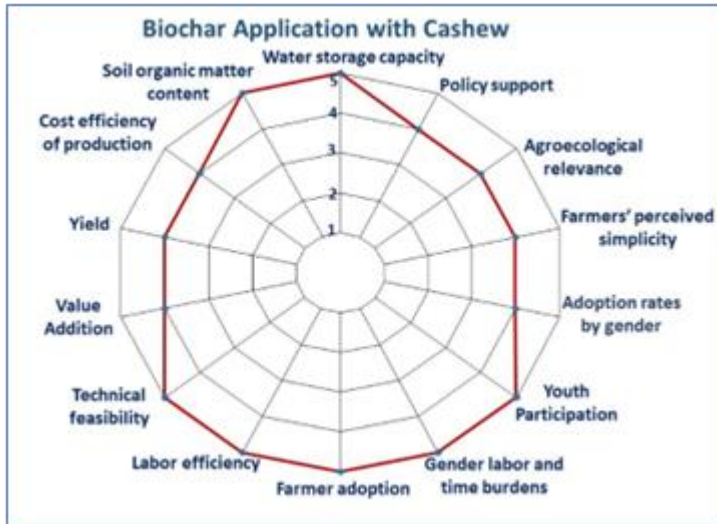 Biochar Application with Cashew
Water storage capacity
Policy support
Agroecological
relevance
Farmers' perceived
simplicity
Adoption rates
by gender
Youth
Participation
Gender labor and
time burdens
Farmer adoption
Labor efficiency
Technical
feasibility
Value
Addition
Yield
Cost efficiency
of production
Soil organic matter
content
5
4
3
2
1